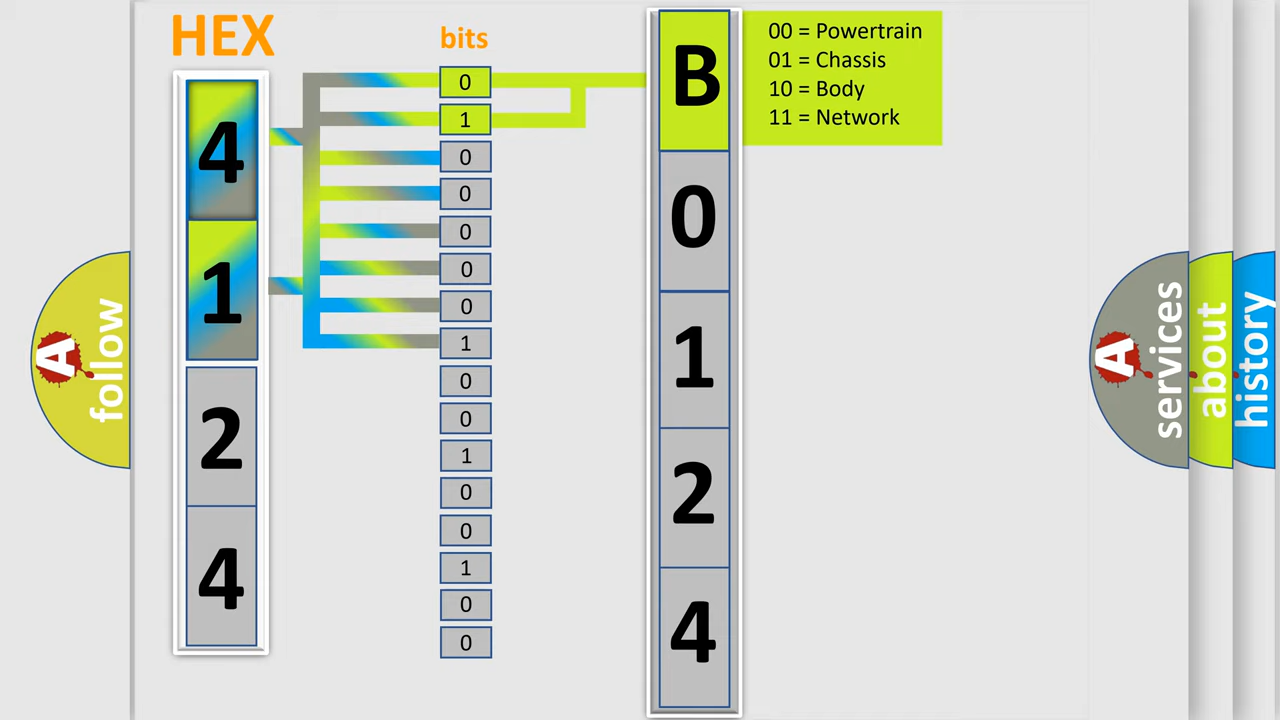 HEX
bits
4
1
2
4
0
1
0
0
0
0
0
1
0
0
1
0
0
1
0
0
B
0
1
2
4
00 = Powertrain
01 = Chassis
10 = Body
11 = Network
A
follow
A
services
about
history